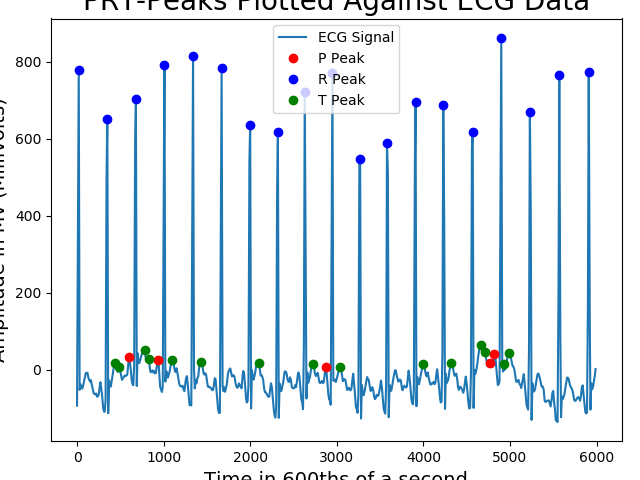 PRT-Peaks Plotted Against ECG Data
ECG Signal
P Peak
R Peak
T Peak
800
600
400
200
0
Amplitude in MV (Millivolts)
0 1000 2000 3000 4000 5000 6000
Time in 600ths of a second